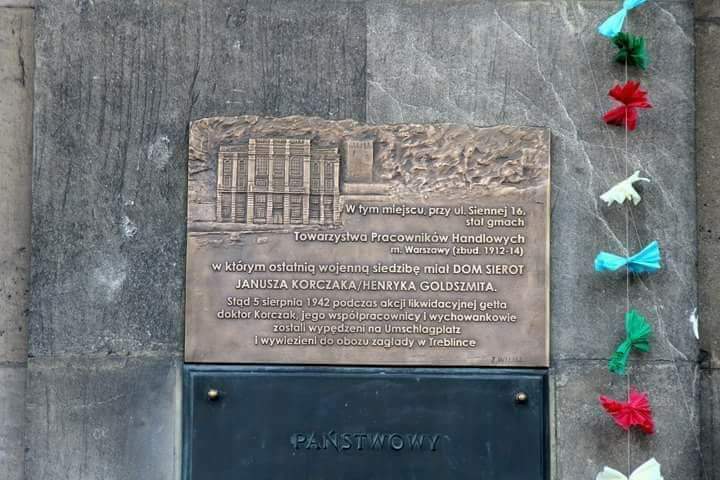 W tym miejscu, przy ul. Siennej 16,
stał gmach
Towarzystwa Pracowników Handlowych
m. Warszawy (zbud. 1912-14)
w którym ostatnią wojenną siedzibę miał DOM SIEROT
JANUSZA KORCZAKA/HENRYKA GOLDSZMITA.
Stąd 5 sierpnia 1942 podczas akcji likwidacyjnej getta
doktor Korczak, jego współpracownicy i wychowankowie
zostali wypędzeni na Umschlagplatz
i wywiezieni do obozu zagłady w Treblince
PAŃSTWOWY